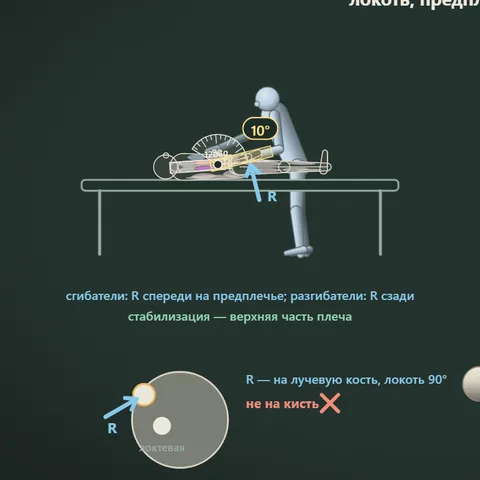 локоть, предпл
10°
R
сгибатели: R спереди на предплечье; разгибатели: R сзади
стабилизация — верхняя часть плеча
R — на лучевую кость, локоть 90°
не на кисть
R
локтевая